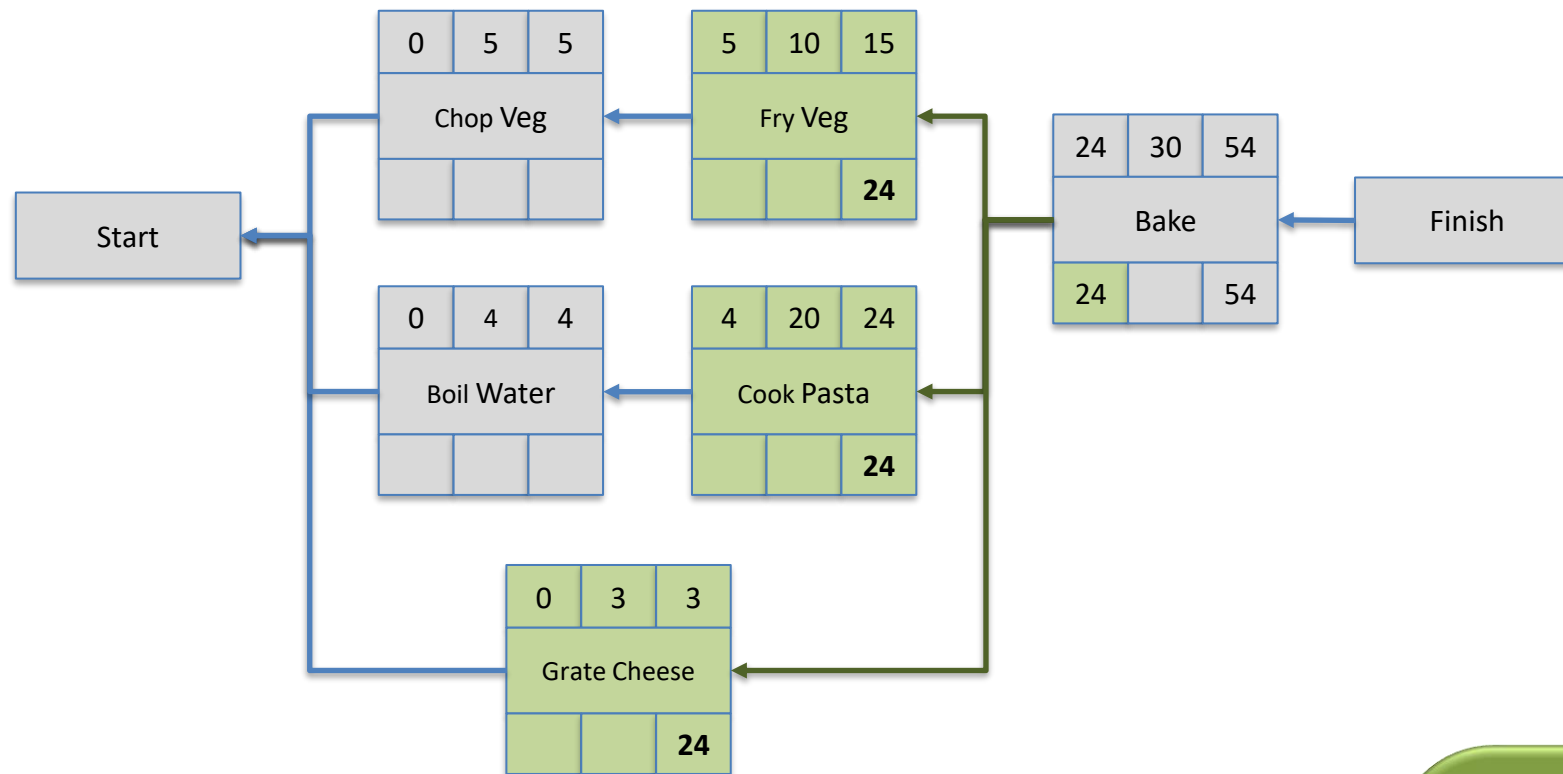 0 5 5
Chop Veg
5 10 15
Fry Veg
24
24 30 54
Bake
24 54
Start
Finish
0 4 4
Boil Water
4 20 24
Cook Pasta
24
0 3 3
Grate Cheese
24